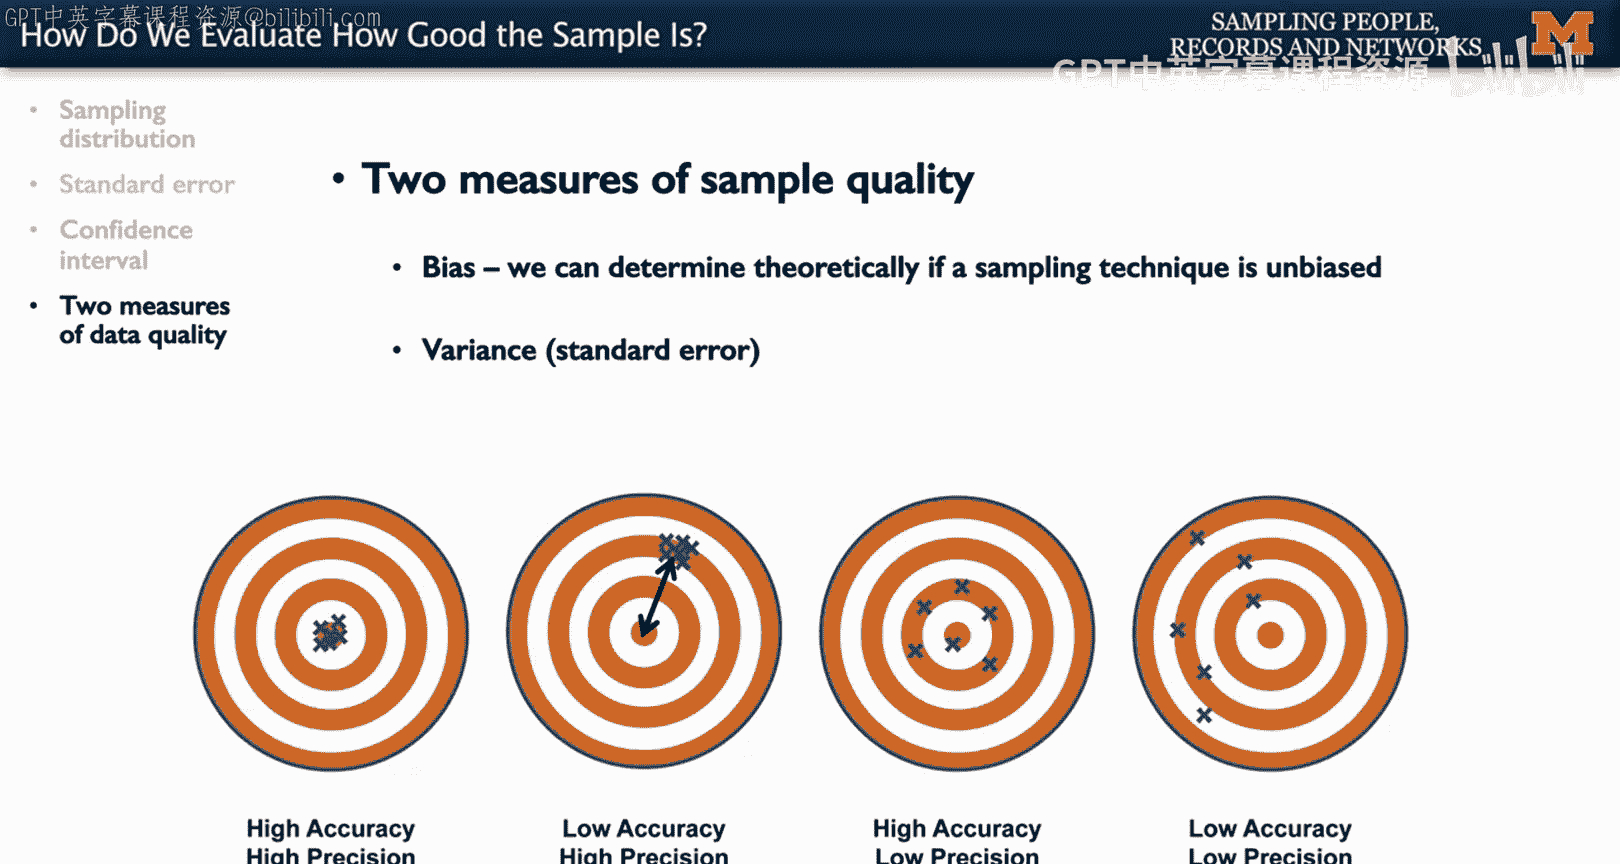 GPT中英字幕课程资源@bilibili.com
How Do We Evaluate How Good the Sample Is?
SAMPLING PEOPLE,
RECORDS AND NETWORKS
GPT中英字幕课程资源 bilibili
• Sampling
distribution
• Standard error
• Confidence
interval
• Two measures
of data quality
• Two measures of sample quality
• Bias – we can determine theoretically if a sampling technique is unbiased
• Variance (standard error)
High Accuracy
High Precision
Low Accuracy
High Precision
High Accuracy
Low Precision
Low Accuracy
Low Precision